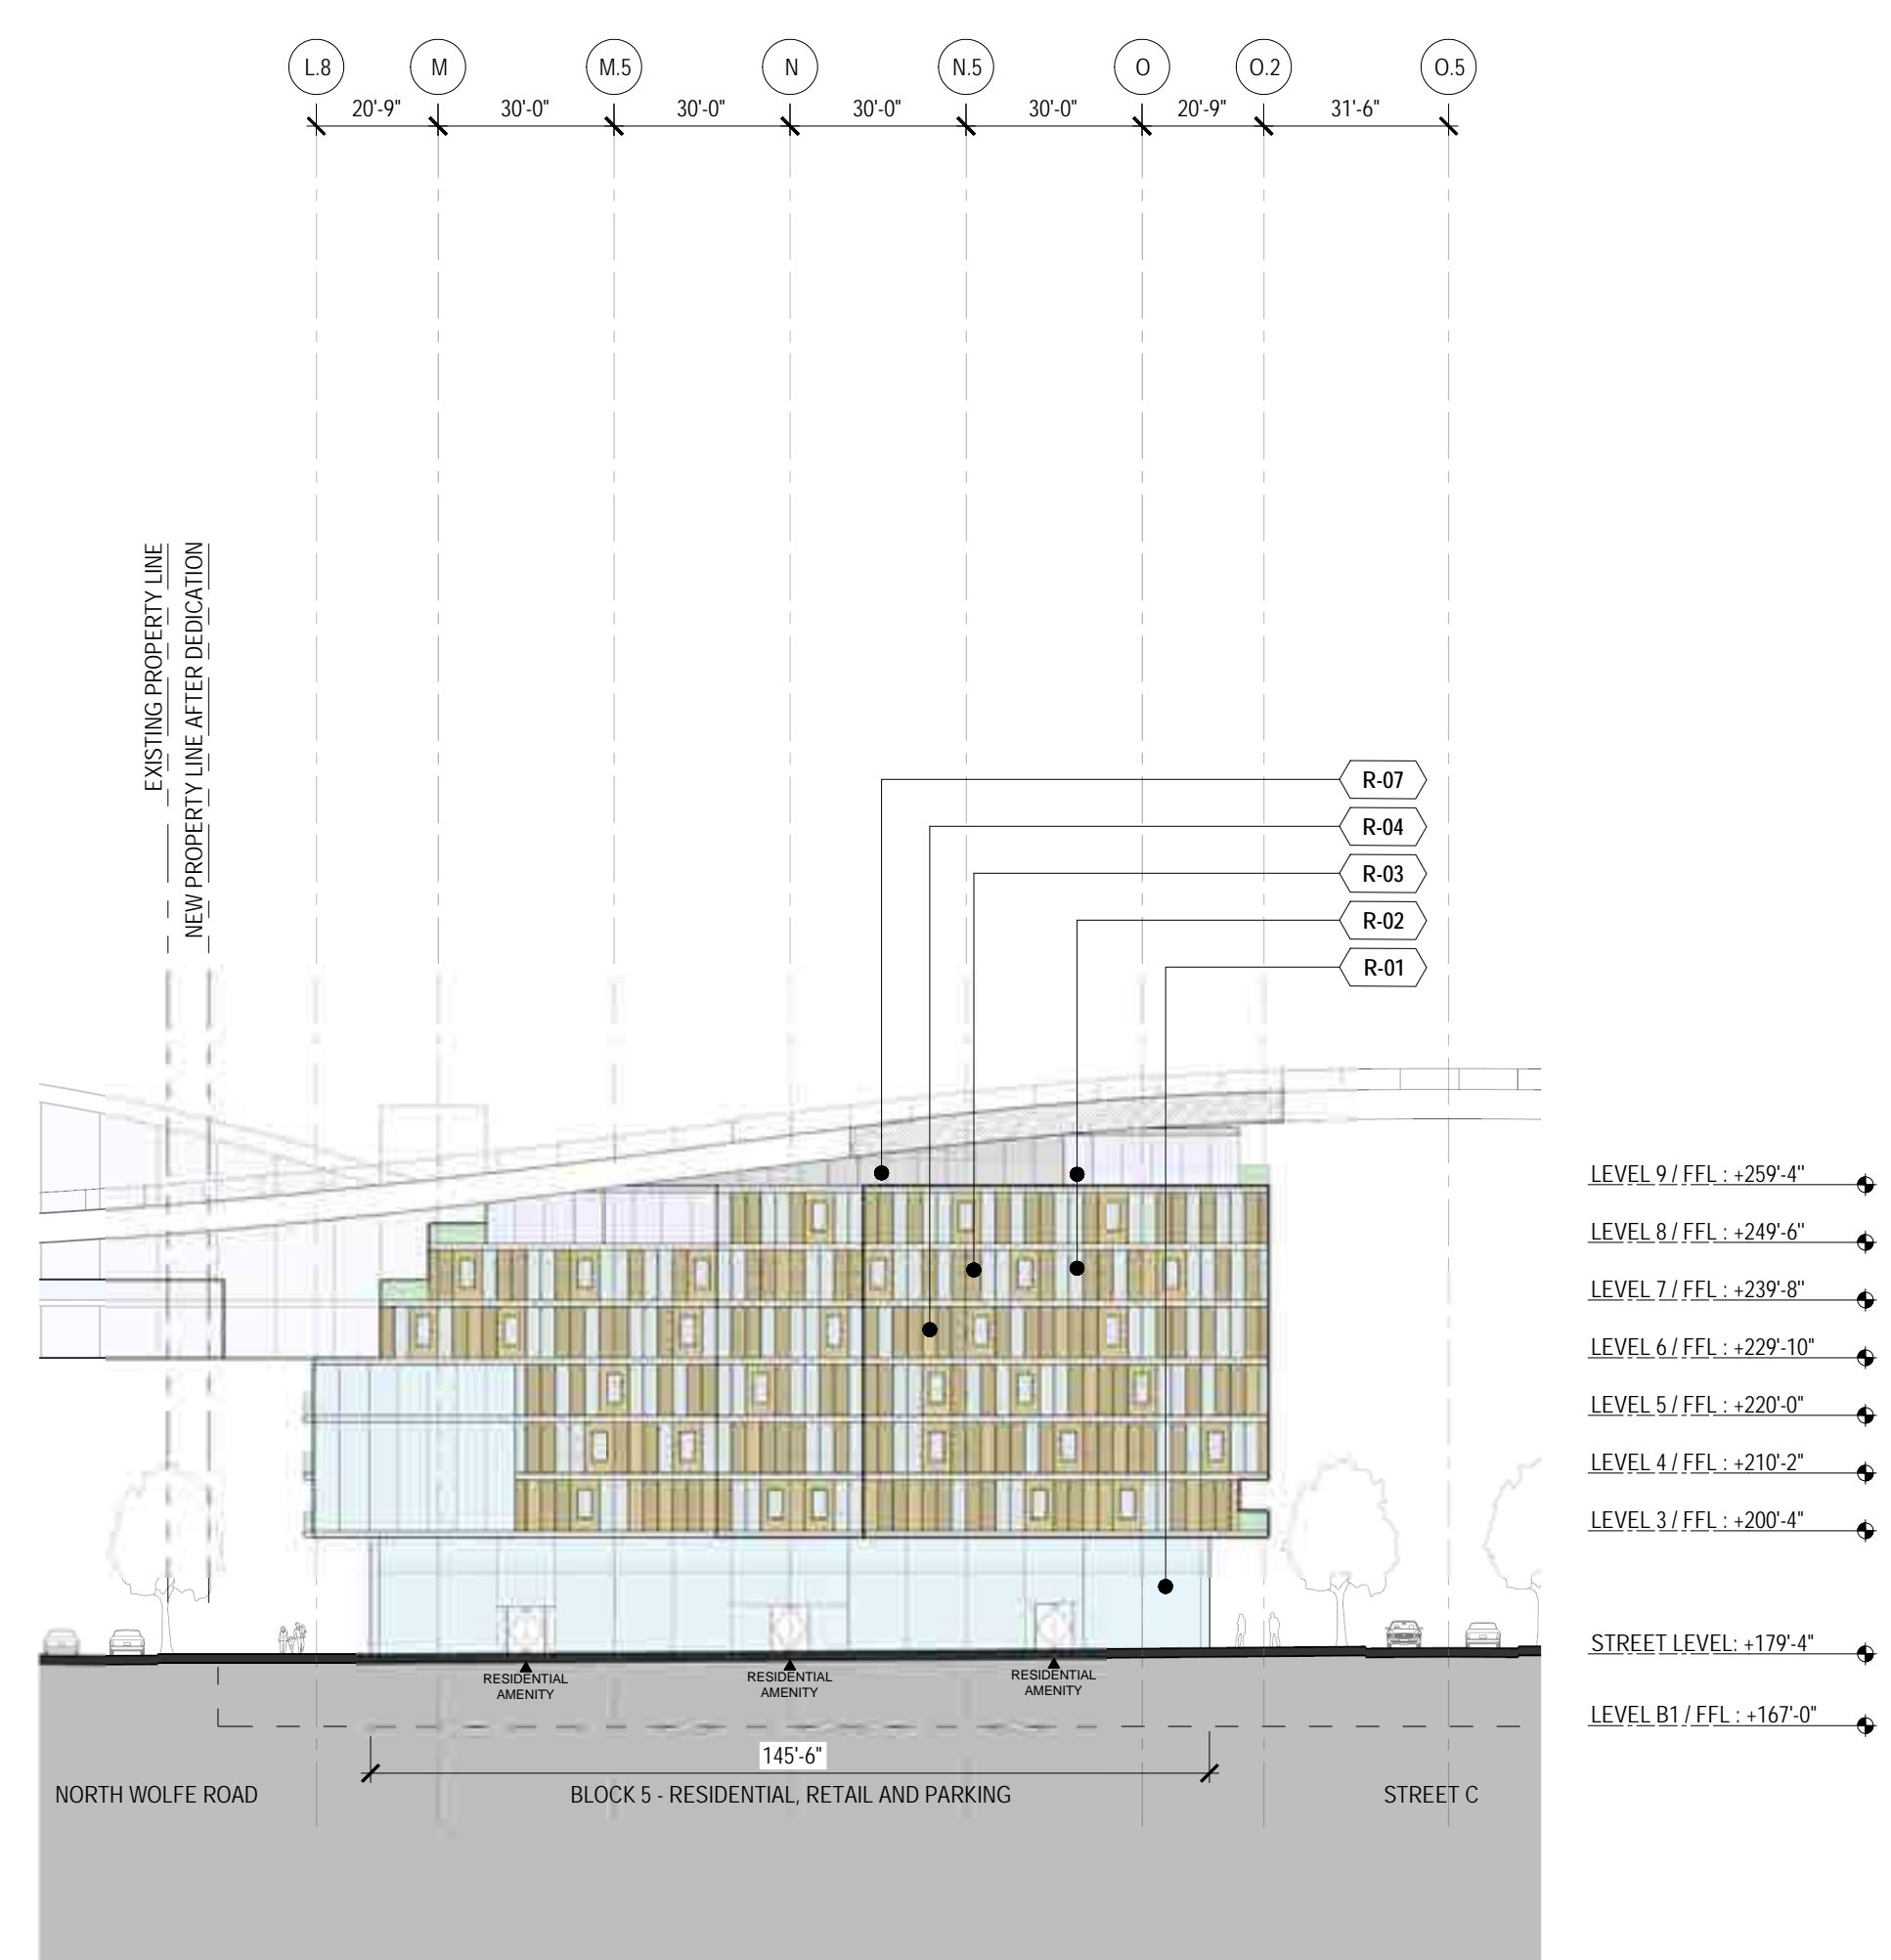 L.8 M M.5 N N.5 O O.2 O.5
20'-9" 30'-0" 30'-0" 30'-0" 30'-0" 20'-9" 31'-6"
EXISTING PROPERTY LINE
NEW PROPERTY LINE AFTER DEDICATION
R-07
R-04
R-03
R-02
R-01
LEVEL 9 / FFL : +259'-4"
LEVEL 8 / FFL : +249'-6"
LEVEL 7 / FFL : +239'-8"
LEVEL 6 / FFL : +229'-10"
LEVEL 5 / FFL : +220'-0"
LEVEL 4 / FFL : +210'-2"
LEVEL 3 / FFL : +200'-4"
STREET LEVEL: +179'-4"
LEVEL B1 / FFL : +167'-0"
RESIDENTIAL
AMENITY
RESIDENTIAL
AMENITY
RESIDENTIAL
AMENITY
145'-6"
NORTH WOLFE ROAD
BLOCK 5 - RESIDENTIAL, RETAIL AND PARKING
STREET C